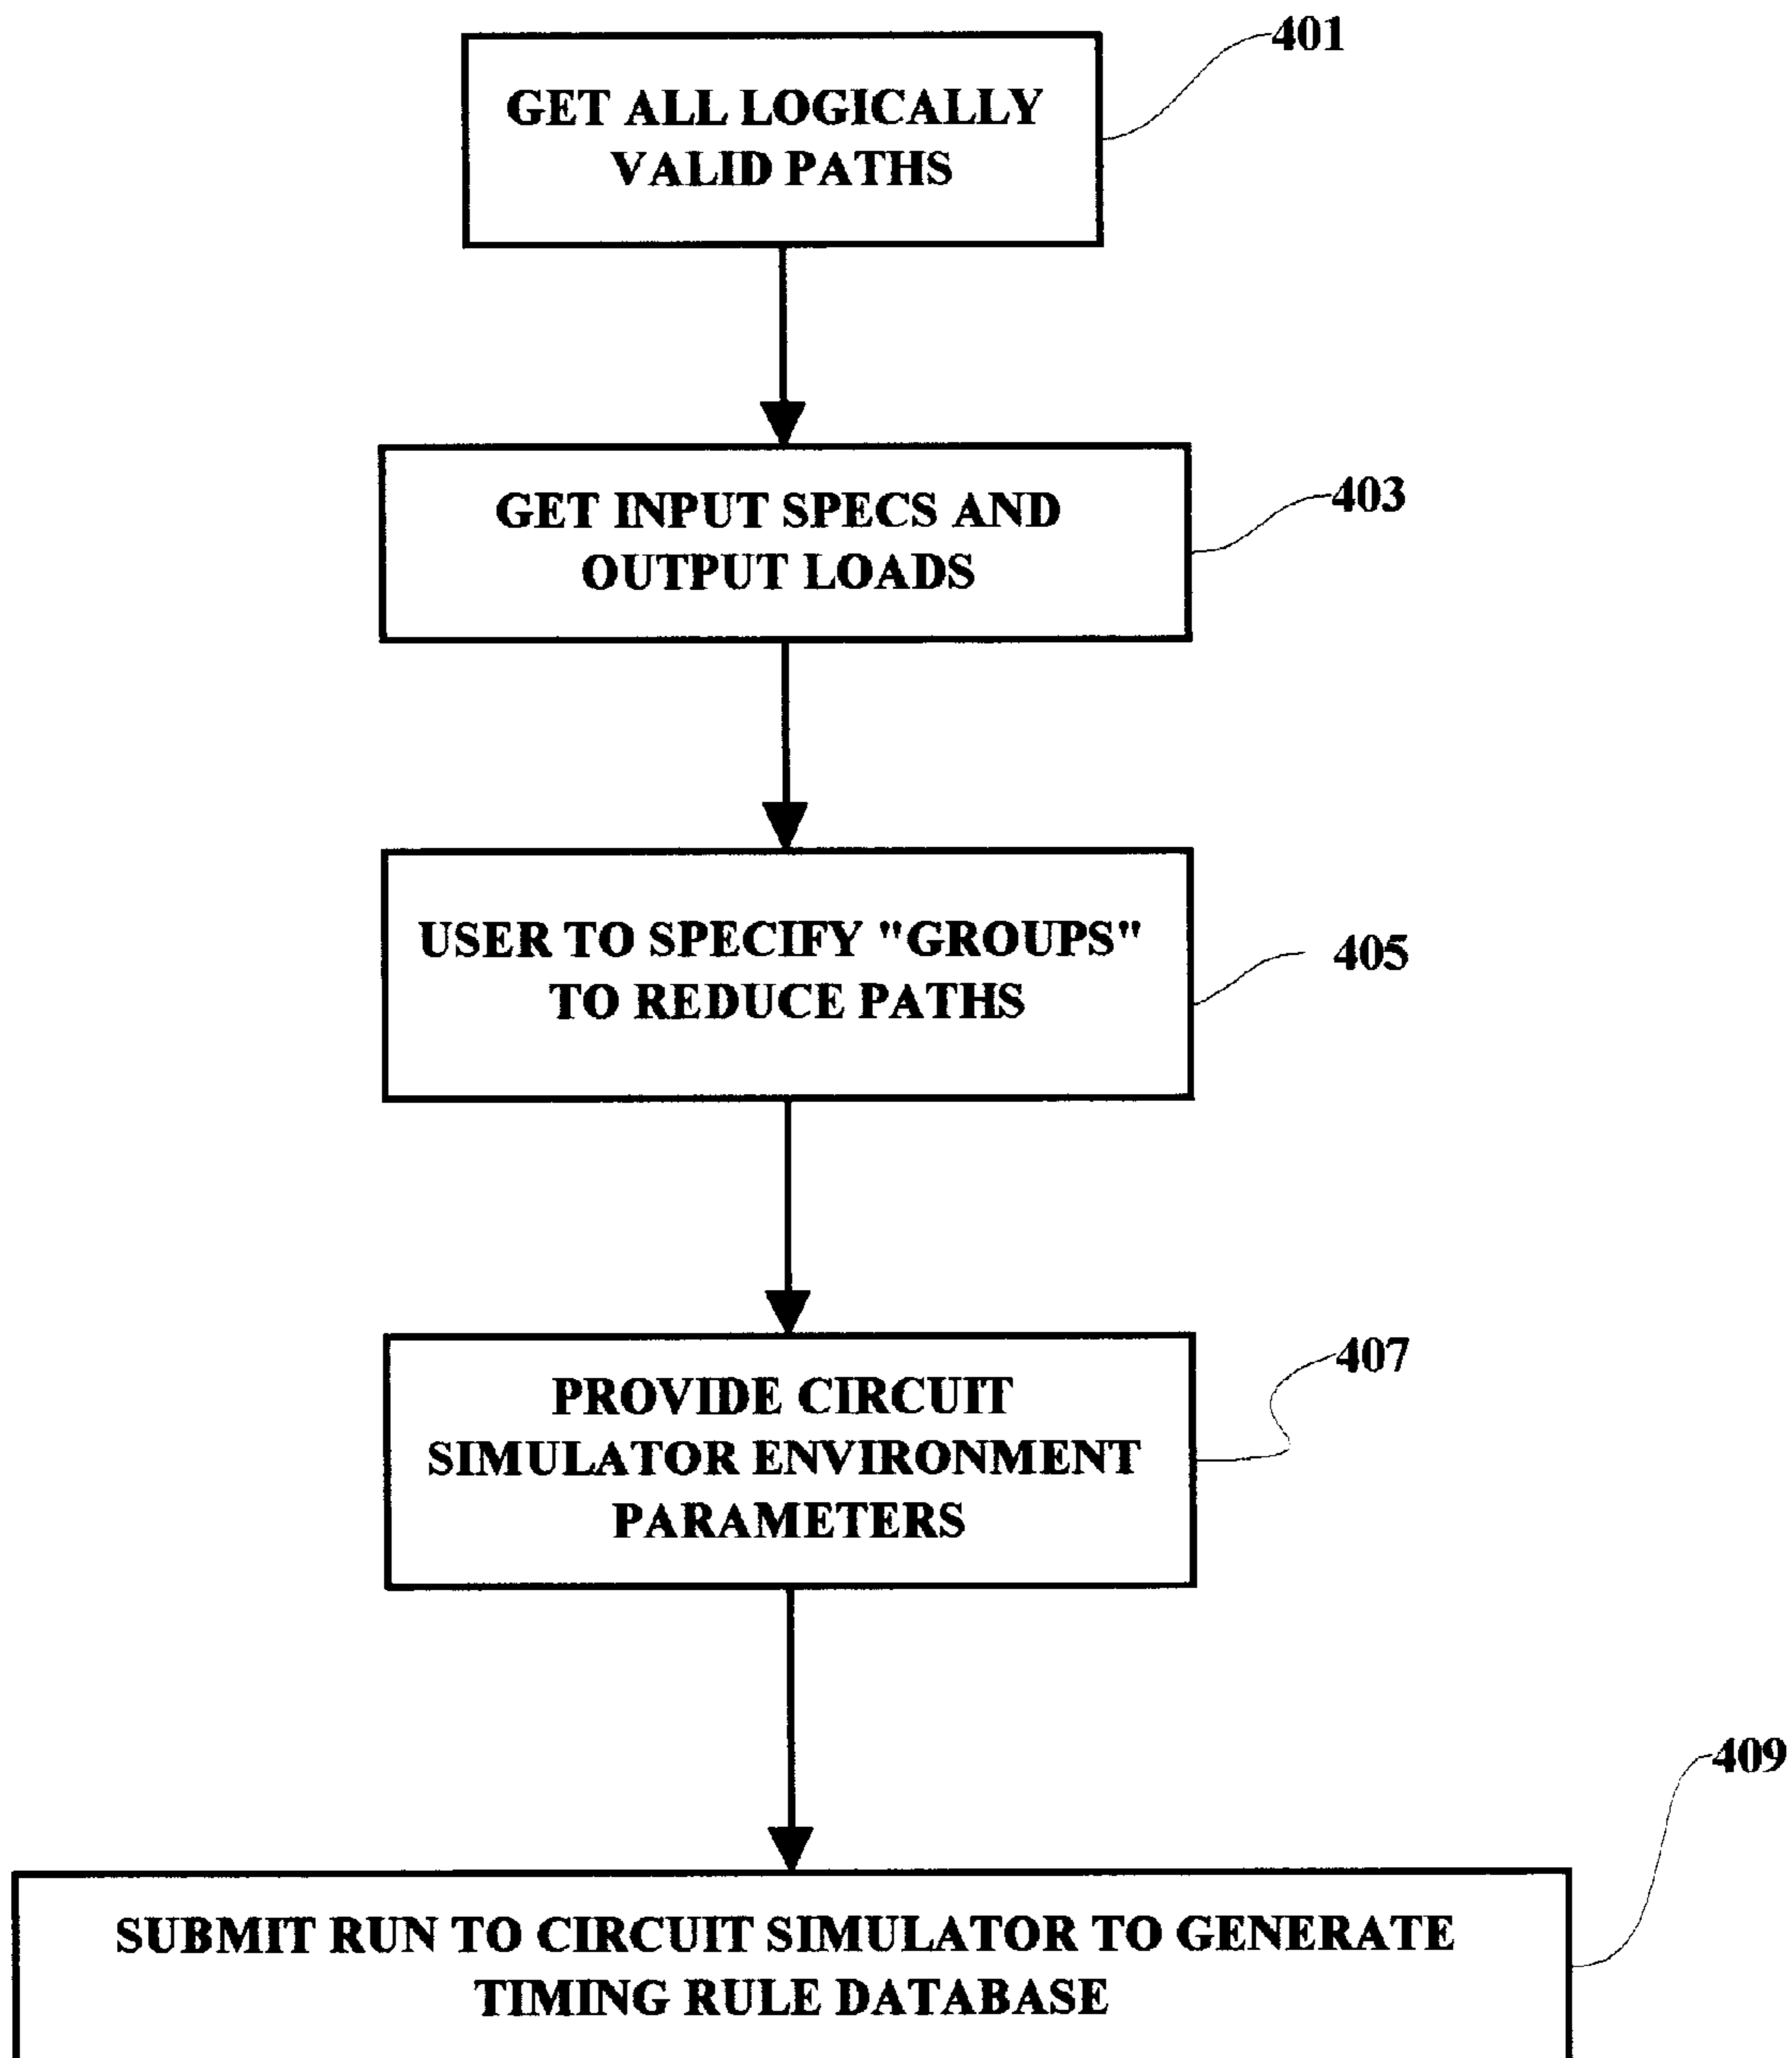 401
GET ALL LOGICALLY
VALID PATHS
403
GET INPUT SPECS AND
OUTPUT LOADS
405
USER TO SPECIFY "GROUPS"
TO REDUCE PATHS
407
PROVIDE CIRCUIT
SIMULATOR ENVIRONMENT
PARAMETERS
409
SUBMIT RUN TO CIRCUIT SIMULATOR TO GENERATE
TIMING RULE DATABASE